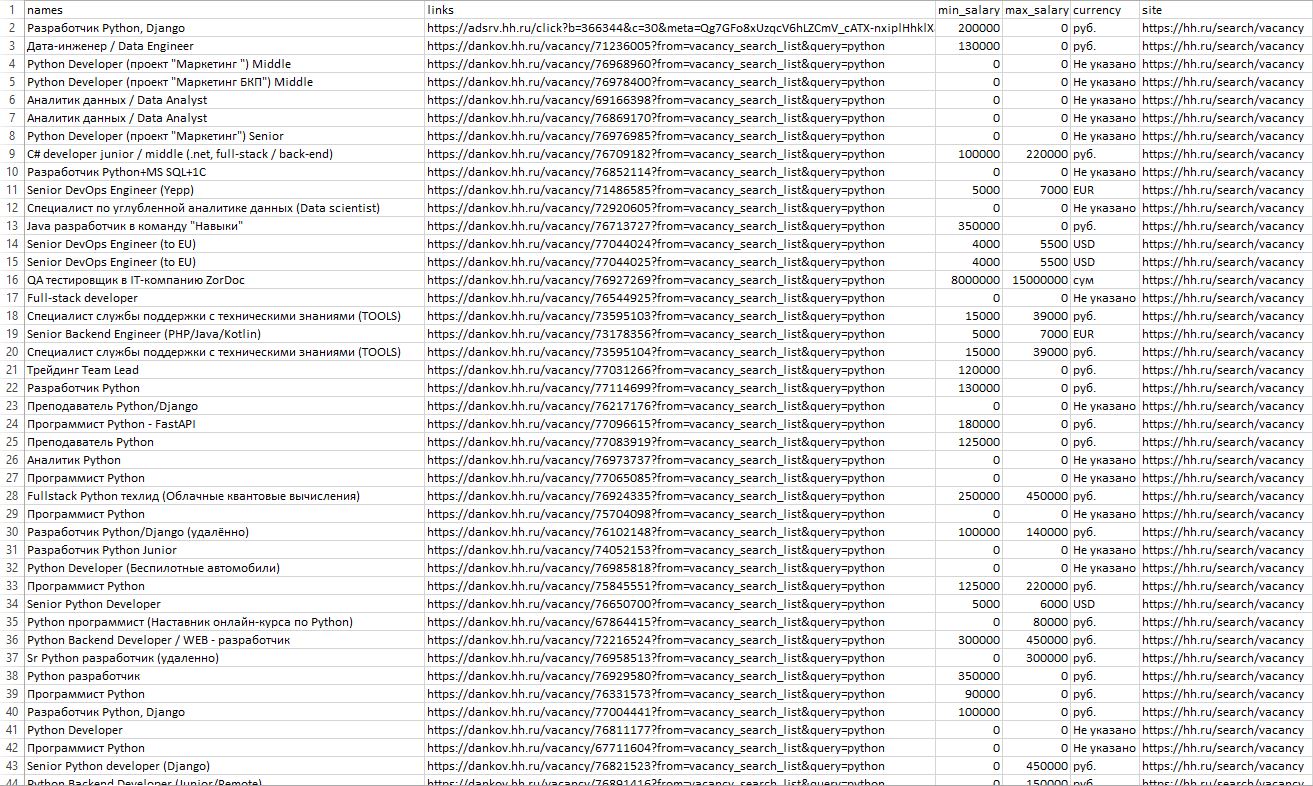 1 names links min_salary max_salary currency site
2 Разработчик Python, Django https://adsrv.hh.ru/click?b=366344&c=30&meta=Qg7GFo8xUzqcV6hLZCmV_cATX-nxiplHhklX 200000 0 руб. https://hh.ru/search/vacancy
3 Дата-инженер / Data Engineer https://dankov.hh.ru/vacancy/71236005?from=vacancy_search_list&query=python 130000 0 руб. https://hh.ru/search/vacancy
4 Python Developer (проект "Маркетинг ") Middle https://dankov.hh.ru/vacancy/76968960?from=vacancy_search_list&query=python 0 0 Не указано https://hh.ru/search/vacancy
5 Python Developer (проект "Маркетинг БКП") Middle https://dankov.hh.ru/vacancy/76978400?from=vacancy_search_list&query=python 0 0 Не указано https://hh.ru/search/vacancy
6 Аналитик данных / Data Analyst https://dankov.hh.ru/vacancy/69166398?from=vacancy_search_list&query=python 0 0 Не указано https://hh.ru/search/vacancy
7 Аналитик данных / Data Analyst https://dankov.hh.ru/vacancy/76869170?from=vacancy_search_list&query=python 0 0 Не указано https://hh.ru/search/vacancy
8 Python Developer (проект "Маркетинг") Senior https://dankov.hh.ru/vacancy/76976985?from=vacancy_search_list&query=python 0 0 Не указано https://hh.ru/search/vacancy
9 C# developer junior / middle (.net, full-stack / back-end) https://dankov.hh.ru/vacancy/76709182?from=vacancy_search_list&query=python 100000 220000 руб. https://hh.ru/search/vacancy
10 Разработчик Python+MS SQL+1C https://dankov.hh.ru/vacancy/76852114?from=vacancy_search_list&query=python 0 0 Не указано https://hh.ru/search/vacancy
11 Senior DevOps Engineer (Yepp) https://dankov.hh.ru/vacancy/71486585?from=vacancy_search_list&query=python 5000 7000 EUR https://hh.ru/search/vacancy
12 Специалист по углубленной аналитике данных (Data scientist) https://dankov.hh.ru/vacancy/72920605?from=vacancy_search_list&query=python 0 0 Не указано https://hh.ru/search/vacancy
13 Java разработчик в команду "Навыки" https://dankov.hh.ru/vacancy/76713727?from=vacancy_search_list&query=python 350000 0 руб. https://hh.ru/search/vacancy
14 Senior DevOps Engineer (to EU) https://dankov.hh.ru/vacancy/77044024?from=vacancy_search_list&query=python 4000 5500 USD https://hh.ru/search/vacancy
15 Senior DevOps Engineer (to EU) https://dankov.hh.ru/vacancy/77044025?from=vacancy_search_list&query=python 4000 5500 USD https://hh.ru/search/vacancy
16 QA тестировщик в IT-компанию ZorDoc https://dankov.hh.ru/vacancy/76927269?from=vacancy_search_list&query=python 8000000 15000000 сум https://hh.ru/search/vacancy
17 Full-stack developer https://dankov.hh.ru/vacancy/76544925?from=vacancy_search_list&query=python 0 0 Не указано https://hh.ru/search/vacancy
18 Специалист службы поддержки с техническими знаниями (TOOLS) https://dankov.hh.ru/vacancy/73595103?from=vacancy_search_list&query=python 15000 39000 руб. https://hh.ru/search/vacancy
19 Senior Backend Engineer (PHP/Java/Kotlin) https://dankov.hh.ru/vacancy/73178356?from=vacancy_search_list&query=python 5000 7000 EUR https://hh.ru/search/vacancy
20 Специалист службы поддержки с техническими знаниями (TOOLS) https://dankov.hh.ru/vacancy/73595104?from=vacancy_search_list&query=python 15000 39000 руб. https://hh.ru/search/vacancy
21 Трейдинг Team Lead https://dankov.hh.ru/vacancy/77031266?from=vacancy_search_list&query=python 120000 0 руб. https://hh.ru/search/vacancy
22 Разработчик Python https://dankov.hh.ru/vacancy/77114699?from=vacancy_search_list&query=python 130000 0 руб. https://hh.ru/search/vacancy
23 Преподаватель Python/Django https://dankov.hh.ru/vacancy/76217176?from=vacancy_search_list&query=python 0 0 Не указано https://hh.ru/search/vacancy
24 Программист Python - FastAPI https://dankov.hh.ru/vacancy/77096615?from=vacancy_search_list&query=python 180000 0 руб. https://hh.ru/search/vacancy
25 Преподаватель Python https://dankov.hh.ru/vacancy/77083919?from=vacancy_search_list&query=python 125000 0 руб. https://hh.ru/search/vacancy
26 Аналитик Python https://dankov.hh.ru/vacancy/76973737?from=vacancy_search_list&query=python 0 0 Не указано https://hh.ru/search/vacancy
27 Программист Python https://dankov.hh.ru/vacancy/77065085?from=vacancy_search_list&query=python 0 0 Не указано https://hh.ru/search/vacancy
28 Fullstack Python техлид (Облачные квантовые вычисления) https://dankov.hh.ru/vacancy/76924335?from=vacancy_search_list&query=python 250000 450000 руб. https://hh.ru/search/vacancy
29 Программист Python https://dankov.hh.ru/vacancy/75704098?from=vacancy_search_list&query=python 0 0 Не указано https://hh.ru/search/vacancy
30 Разработчик Python/Django (удалённо) https://dankov.hh.ru/vacancy/76102148?from=vacancy_search_list&query=python 100000 140000 руб. https://hh.ru/search/vacancy
31 Разработчик Python Junior https://dankov.hh.ru/vacancy/74052153?from=vacancy_search_list&query=python 0 0 Не указано https://hh.ru/search/vacancy
32 Python Developer (Беспилотные автомобили) https://dankov.hh.ru/vacancy/76985818?from=vacancy_search_list&query=python 0 0 Не указано https://hh.ru/search/vacancy
33 Программист Python https://dankov.hh.ru/vacancy/75845551?from=vacancy_search_list&query=python 125000 220000 руб. https://hh.ru/search/vacancy
34 Senior Python Developer https://dankov.hh.ru/vacancy/76650700?from=vacancy_search_list&query=python 5000 6000 USD https://hh.ru/search/vacancy
35 Python программист (Наставник онлайн-курса по Python) https://dankov.hh.ru/vacancy/67864415?from=vacancy_search_list&query=python 0 80000 руб. https://hh.ru/search/vacancy
36 Python Backend Developer / WEB - разработчик https://dankov.hh.ru/vacancy/72216524?from=vacancy_search_list&query=python 300000 450000 руб. https://hh.ru/search/vacancy
37 Sr Python разработчик (удаленно) https://dankov.hh.ru/vacancy/76958513?from=vacancy_search_list&query=python 0 300000 руб. https://hh.ru/search/vacancy
38 Python разработчик https://dankov.hh.ru/vacancy/76929580?from=vacancy_search_list&query=python 350000 0 руб. https://hh.ru/search/vacancy
39 Программист Python https://dankov.hh.ru/vacancy/76331573?from=vacancy_search_list&query=python 90000 0 руб. https://hh.ru/search/vacancy
40 Разработчик Python, Django https://dankov.hh.ru/vacancy/77004441?from=vacancy_search_list&query=python 100000 0 руб. https://hh.ru/search/vacancy
41 Python Developer https://dankov.hh.ru/vacancy/76811177?from=vacancy_search_list&query=python 0 0 Не указано https://hh.ru/search/vacancy
42 Программист Python https://dankov.hh.ru/vacancy/67711604?from=vacancy_search_list&query=python 0 0 Не указано https://hh.ru/search/vacancy
43 Senior Python developer (Django) https://dankov.hh.ru/vacancy/76821523?from=vacancy_search_list&query=python 0 450000 руб. https://hh.ru/search/vacancy
44 Python Backend Developer (Junior/Remote) https://dankov.hh.ru/vacancy/76891416?from=vacancy_search_list&query=python 0 150000 руб. https://hh.ru/search/vacancy